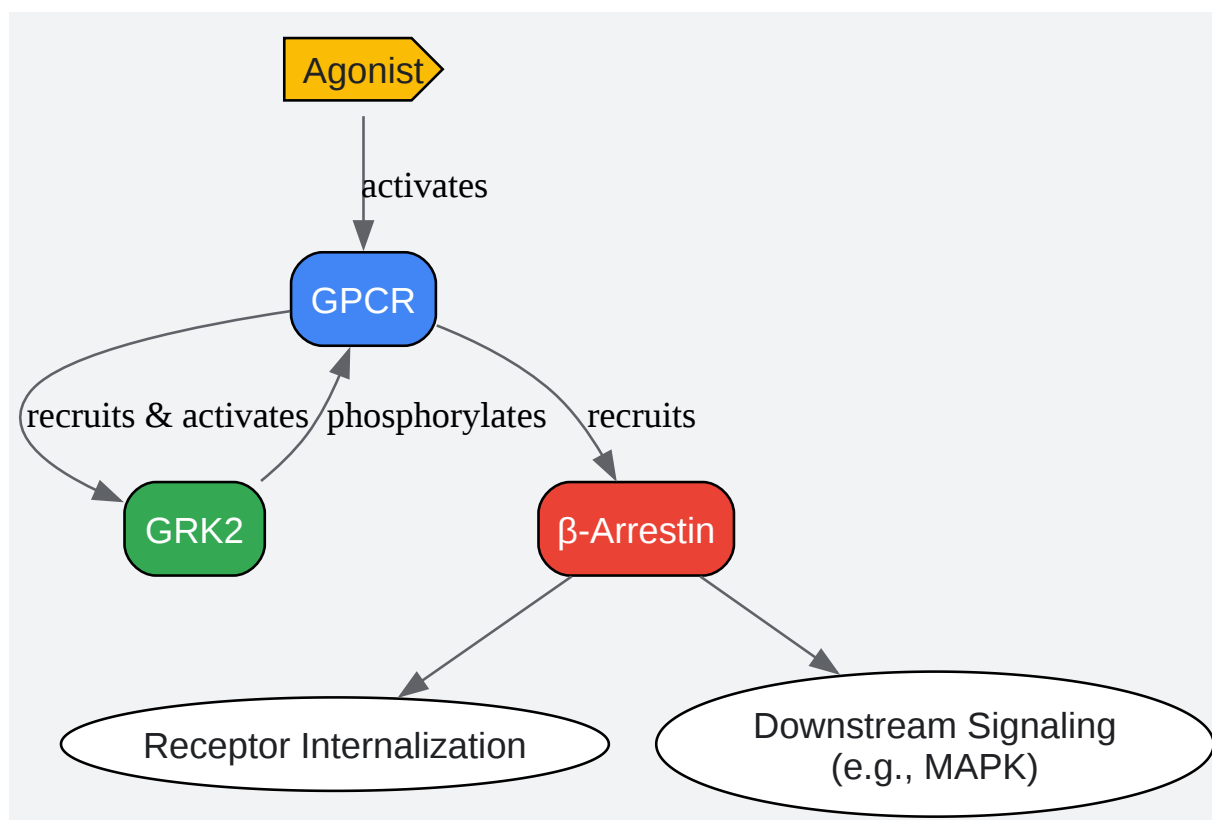 Agonist
activates
GPCR
recruits & activates
phosphorylates
recruits
GRK2
β-Arrestin
Receptor Internalization
Downstream Signaling
(e.g., MAPK)